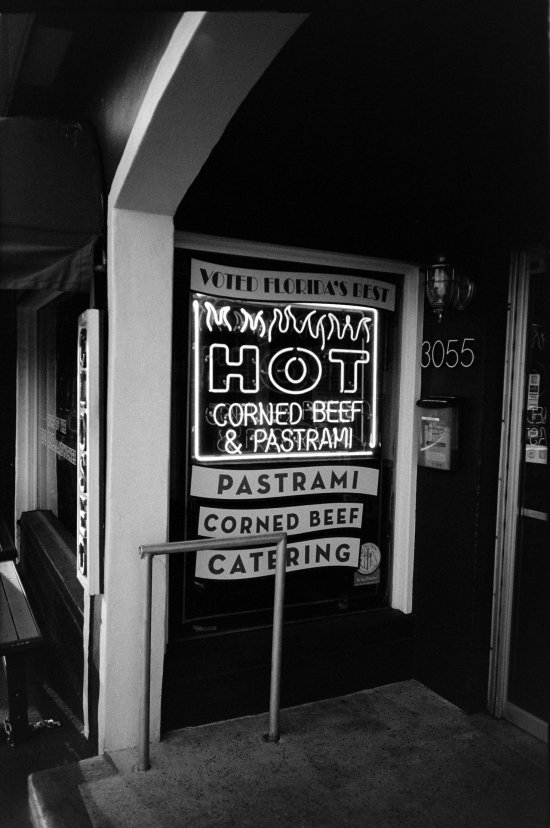 VOTED FLORIDA'S BEST
HOT
CORNED BEEF
& PASTRAMI
3055
PASTRAMI
CORNED BEEF
CATERING